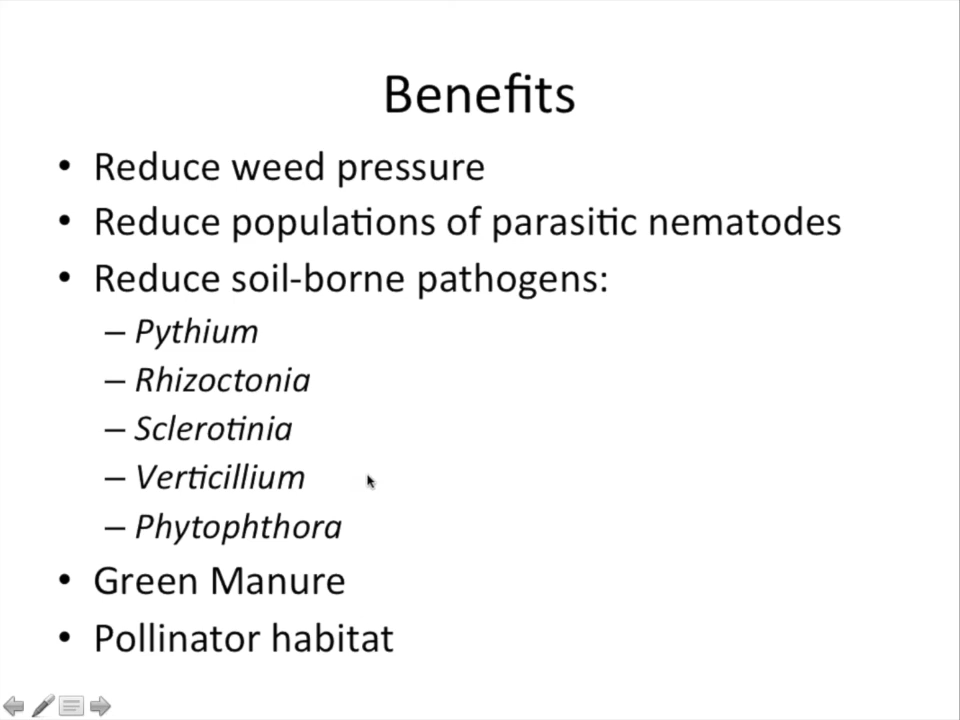 Benefits
• Reduce weed pressure
• Reduce populations of parasitic nematodes
• Reduce soil-borne pathogens:
– Pythium
– Rhizoctonia
– Sclerotinia
– Verticillium
– Phytophthora
• Green Manure
• Pollinator habitat